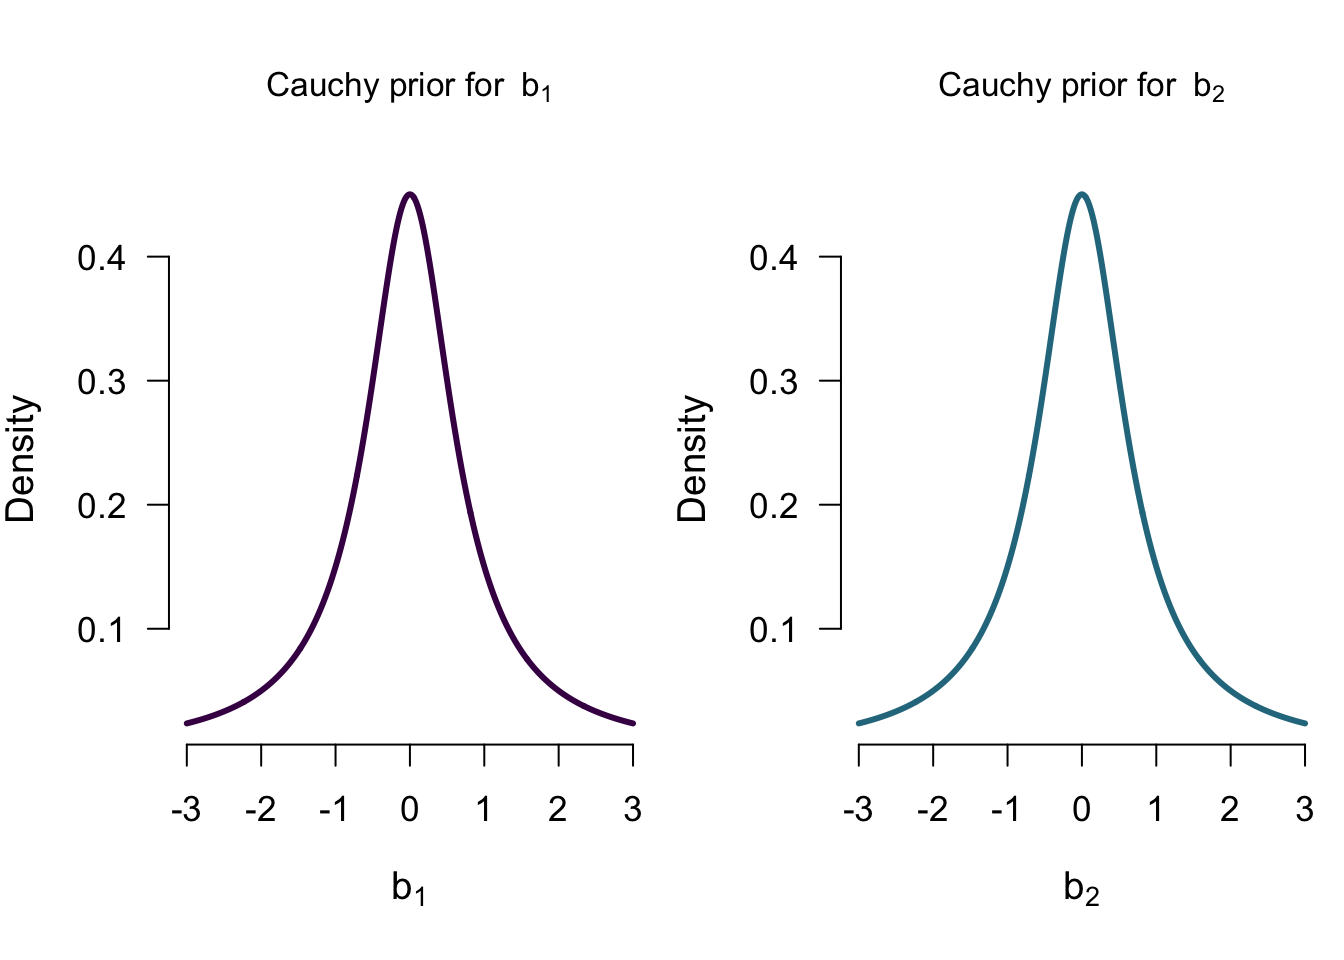 Cauchy prior for b₁
Density
0.4
0.3
0.2
0.1
-3 -2 -1 0 1 2 3
b₁
Cauchy prior for b₂
Density
0.4
0.3
0.2
0.1
-3 -2 -1 0 1 2 3
b₂